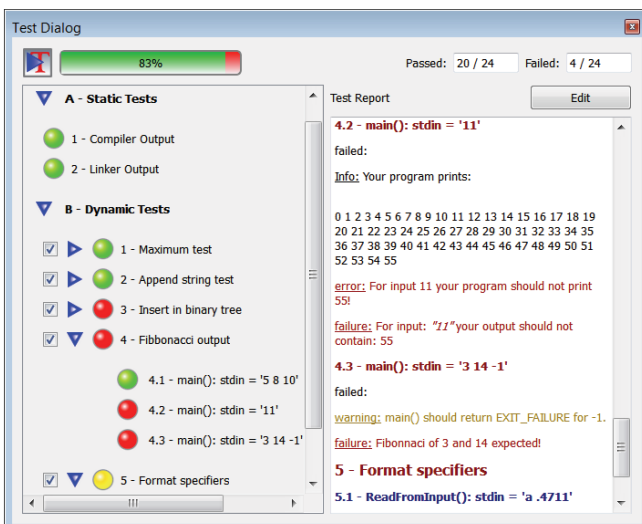 Test Dialog
83%
Passed: 20 / 24 Failed: 4 / 24
A - Static Tests
1 - Compiler Output
2 - Linker Output
B - Dynamic Tests
1 - Maximum test
2 - Append string test
3 - Insert in binary tree
4 - Fibbonacci output
4.1 - main(): stdin = '5 8 10'
4.2 - main(): stdin = '11'
4.3 - main(): stdin = '3 14 -1'
5 - Format specifiers
Test Report
Edit
4.2 - main(): stdin = '11'
failed:
Info: Your program prints:
0 1 2 3 4 5 6 7 8 9 10 11 12 13 14 15 16 17 18 19
20 21 22 23 24 25 26 27 28 29 30 31 32 33 34 35
36 37 38 39 40 41 42 43 44 45 46 47 48 49 50 51
52 53 54 55
error: For input 11 your program should not print
55!
failure: For input: "11" your output should not
contain: 55
4.3 - main(): stdin = '3 14 -1'
failed:
warning: main() should return EXIT_FAILURE for -1.
failure: Fibonnaci of 3 and 14 expected!
5 - Format specifiers
5.1 - ReadFromInput(): stdin = 'a .4711'